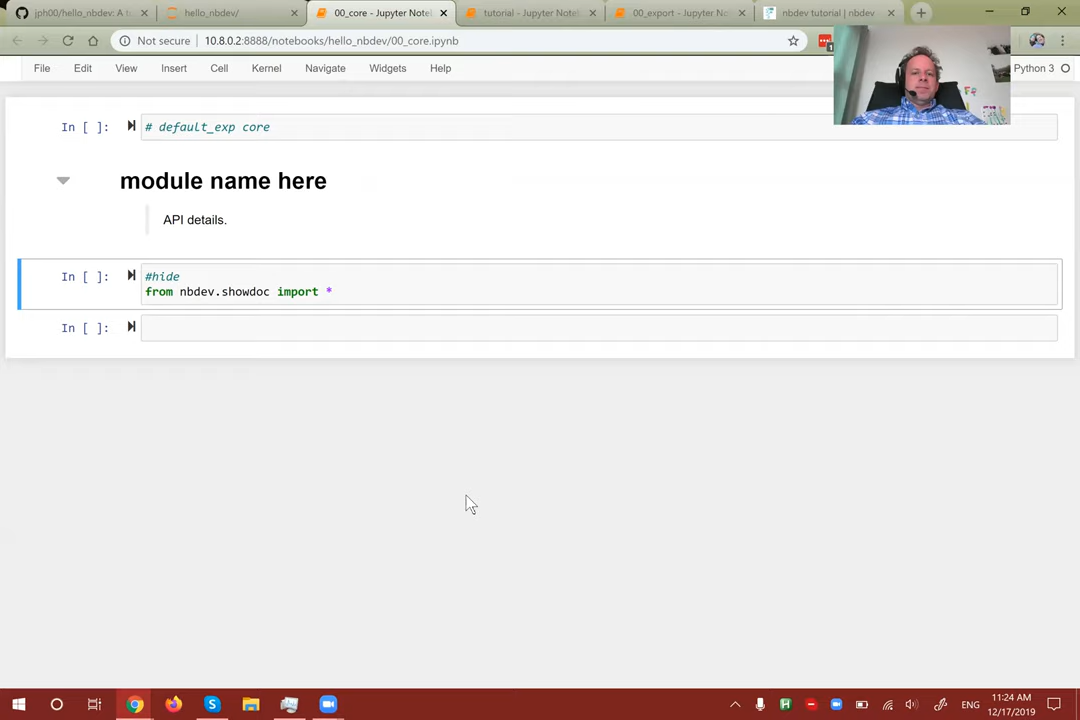 jph00/hello_nbdev: A ta
hello_nbdev/
00_core - Jupyter Notel
tutorial - Jupyter Noteb
00_export - Jupyter No
nbdev tutorial | nbdev
Not secure | 10.8.0.2:8888/notebooks/hello_nbdev/00_core.ipynb
File Edit View Insert Cell Kernel Navigate Widgets Help Python 3
In [ ]: # default_exp core
module name here
API details.
In [ ]: #hide
from nbdev.showdoc import *
In [ ]:
ENG
11:24 AM
12/17/2019